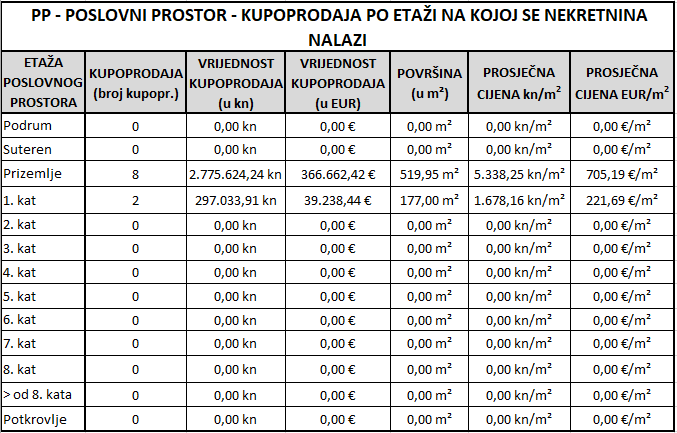 PP - POSLOVNI PROSTOR - KUPOPRODAJA PO ETAŽI NA KOJOJ SE NEKRETNINA
NALAZI
ETAŽA POSLOVNOG PROSTORA KUPOPRODAJA (broj kupopr.) VRIJEDNOST KUPOPRODAJA (u kn) VRIJEDNOST KUPOPRODAJA (u EUR) POVRŠINA (u m²) PROSJEČNA CIJENA kn/m² PROSJEČNA CIJENA EUR/m²
Podrum 0 0,00 kn 0,00 € 0,00 m² 0,00 kn/m² 0,00 €/m²
Suteren 0 0,00 kn 0,00 € 0,00 m² 0,00 kn/m² 0,00 €/m²
Prizemlje 8 2.775.624,24 kn 366.662,42 € 519,95 m² 5.338,25 kn/m² 705,19 €/m²
1. kat 2 297.033,91 kn 39.238,44 € 177,00 m² 1.678,16 kn/m² 221,69 €/m²
2. kat 0 0,00 kn 0,00 € 0,00 m² 0,00 kn/m² 0,00 €/m²
3. kat 0 0,00 kn 0,00 € 0,00 m² 0,00 kn/m² 0,00 €/m²
4. kat 0 0,00 kn 0,00 € 0,00 m² 0,00 kn/m² 0,00 €/m²
5. kat 0 0,00 kn 0,00 € 0,00 m² 0,00 kn/m² 0,00 €/m²
6. kat 0 0,00 kn 0,00 € 0,00 m² 0,00 kn/m² 0,00 €/m²
7. kat 0 0,00 kn 0,00 € 0,00 m² 0,00 kn/m² 0,00 €/m²
8. kat 0 0,00 kn 0,00 € 0,00 m² 0,00 kn/m² 0,00 €/m²
> od 8. kata 0 0,00 kn 0,00 € 0,00 m² 0,00 kn/m² 0,00 €/m²
Potkrovlje 0 0,00 kn 0,00 € 0,00 m² 0,00 kn/m² 0,00 €/m²